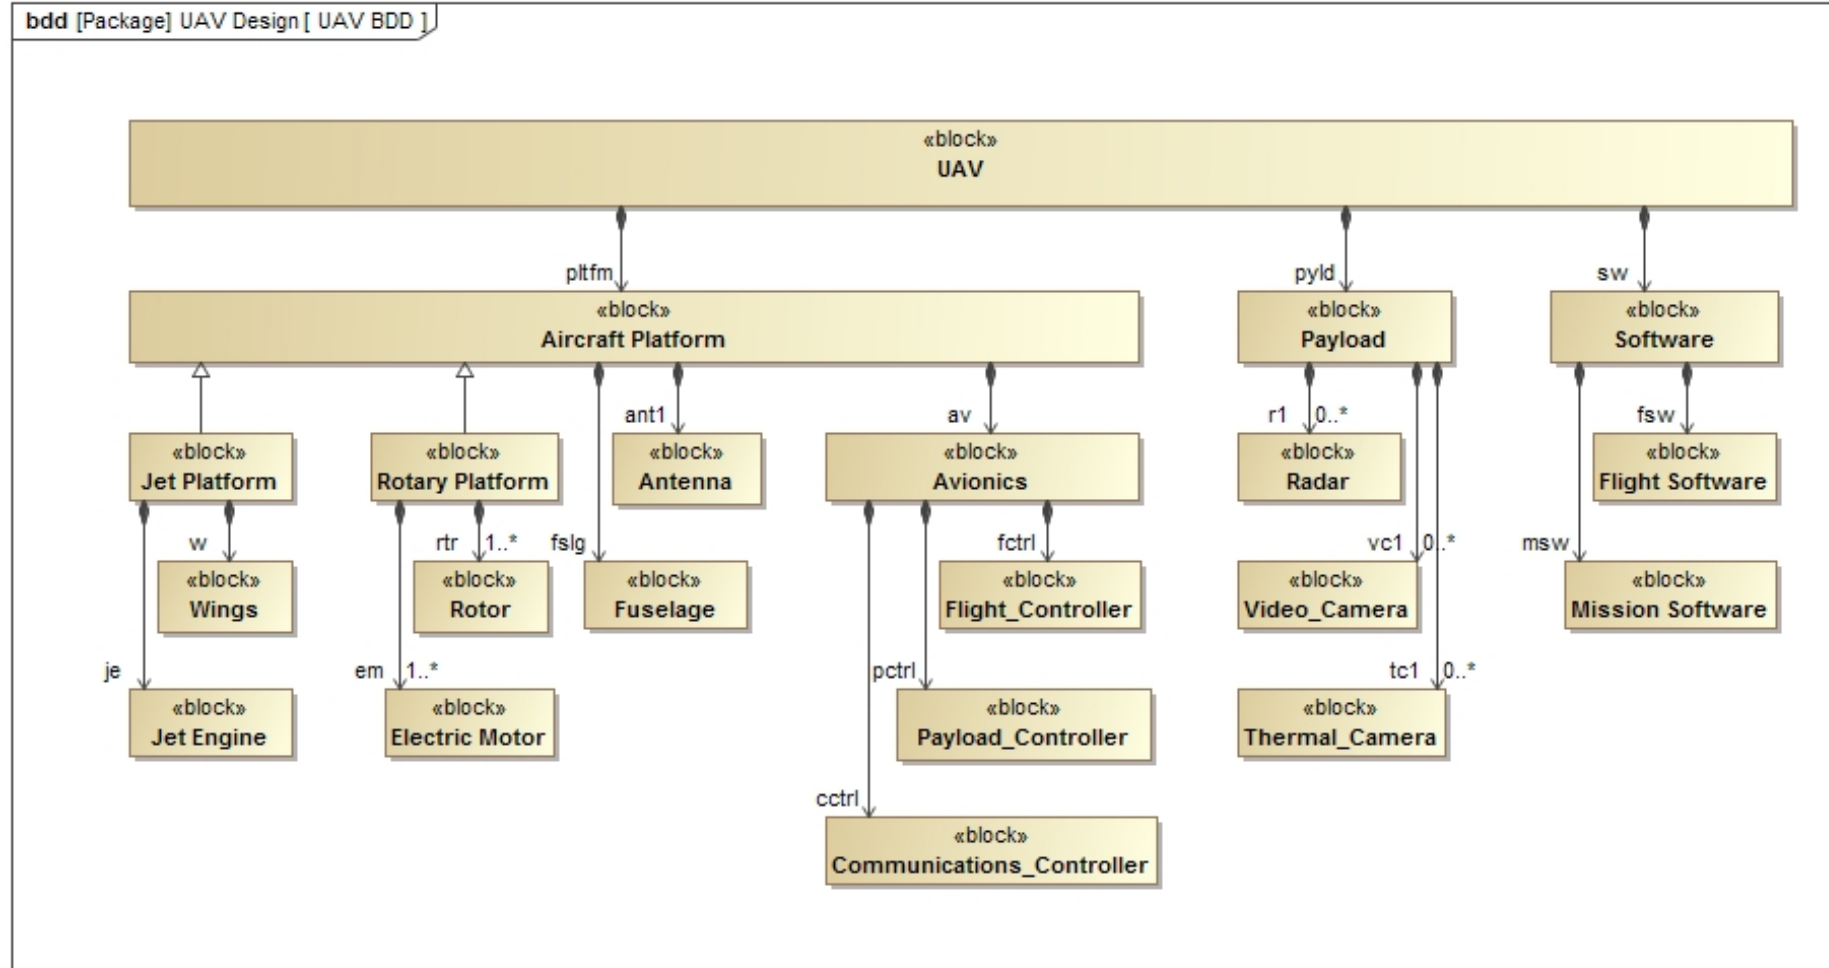 bdd [Package] UAV Design [ UAV BDD ]
«block»
UAV
pltfm
pyld
sw
«block»
Aircraft Platform
«block»
Payload
«block»
Software
ant1
av
r1 0..*
fsw
«block»
Jet Platform
«block»
Rotary Platform
«block»
Antenna
«block»
Avionics
«block»
Radar
«block»
Flight Software
w
rtr 1..*
fslg
fctrl
vc1 0..*
msw
«block»
Wings
«block»
Rotor
«block»
Fuselage
«block»
Flight_Controller
«block»
Video_Camera
«block»
Mission Software
je
em 1..*
pctrl
tc1 0..*
«block»
Jet Engine
«block»
Electric Motor
«block»
Payload_Controller
«block»
Thermal_Camera
cctrl
«block»
Communications_Controller